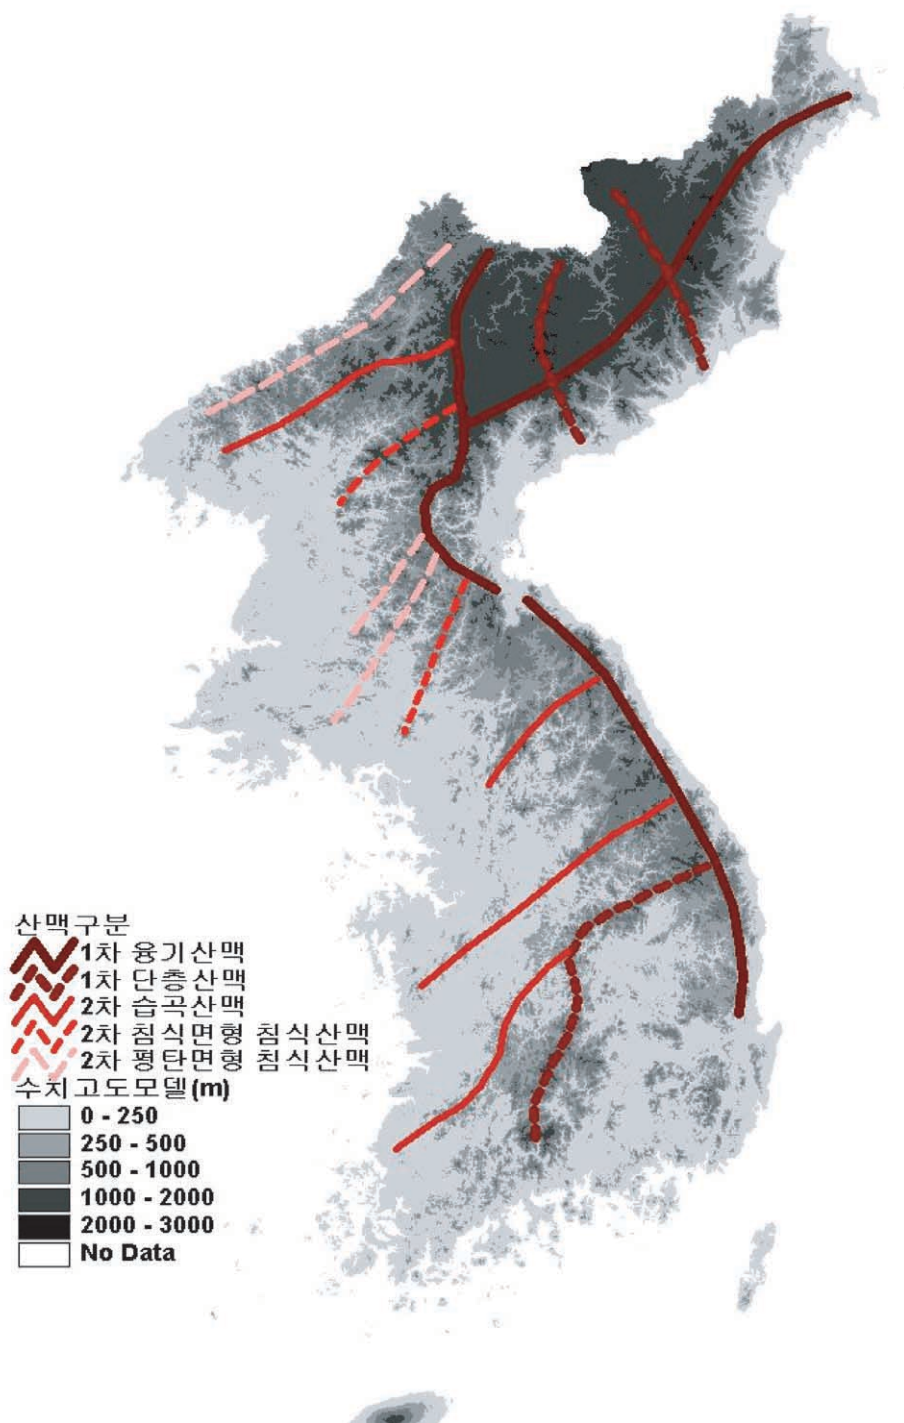 산맥구분
1차 융기산맥
1차 단층산맥
2차 습곡산맥
2차 침식면형 침식산맥
2차 평탄면형 침식산맥
수치고도모델(m)
0 - 250
250 - 500
500 - 1000
1000 - 2000
2000 - 3000
No Data